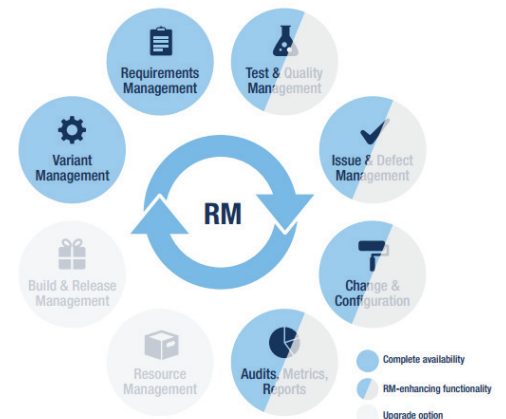 Requirements
Management
Test & Quality
Management
Variant
Management
Issue & Defect
Management
RM
Build & Release
Management
Change &
Configuration
Resource
Management
Audits, Metrics,
Reports
Complete availability
RM-enhancing functionality
Upgrade option